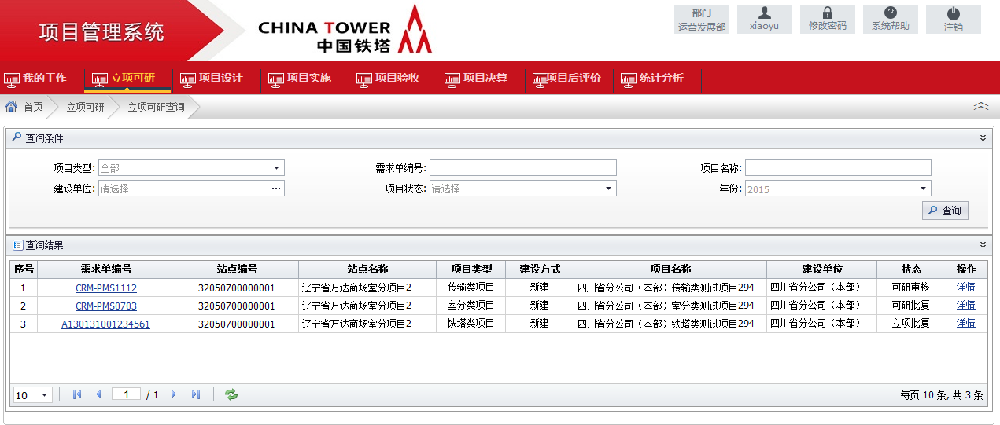 项目管理系统
CHINA TOWER
中国铁塔
部门
运营发展部
xiaoyu
修改密码
系统帮助
注销
我的工作
立项可研
项目设计
项目实施
项目验收
项目决算
项目后评价
统计分析
首页 立项可研 立项可研查询
查询条件
项目类型: 全部 需求单编号: 项目名称:
建设单位: 请选择 项目状态: 请选择 年份: 2015
查询
查询结果
序号 需求单编号 站点编号 站点名称 项目类型 建设方式 项目名称 建设单位 状态 操作
1 CRM-PMS1112 32050700000001 辽宁省万达商场室分项目2 传输类项目 新建 四川省分公司（本部）传输类测试项目294 四川省分公司（本部） 可研审核 详情
2 CRM-PMS0703 32050700000001 辽宁省万达商场室分项目2 室分类项目 新建 四川省分公司（本部）室分类测试项目294 四川省分公司（本部） 可研批复 详情
3 A130131001234561 32050700000001 辽宁省万达商场室分项目2 铁塔类项目 新建 四川省分公司（本部）铁塔类测试项目294 四川省分公司（本部） 立项批复 详情
10 1 / 1 每页 10 条, 共 3 条